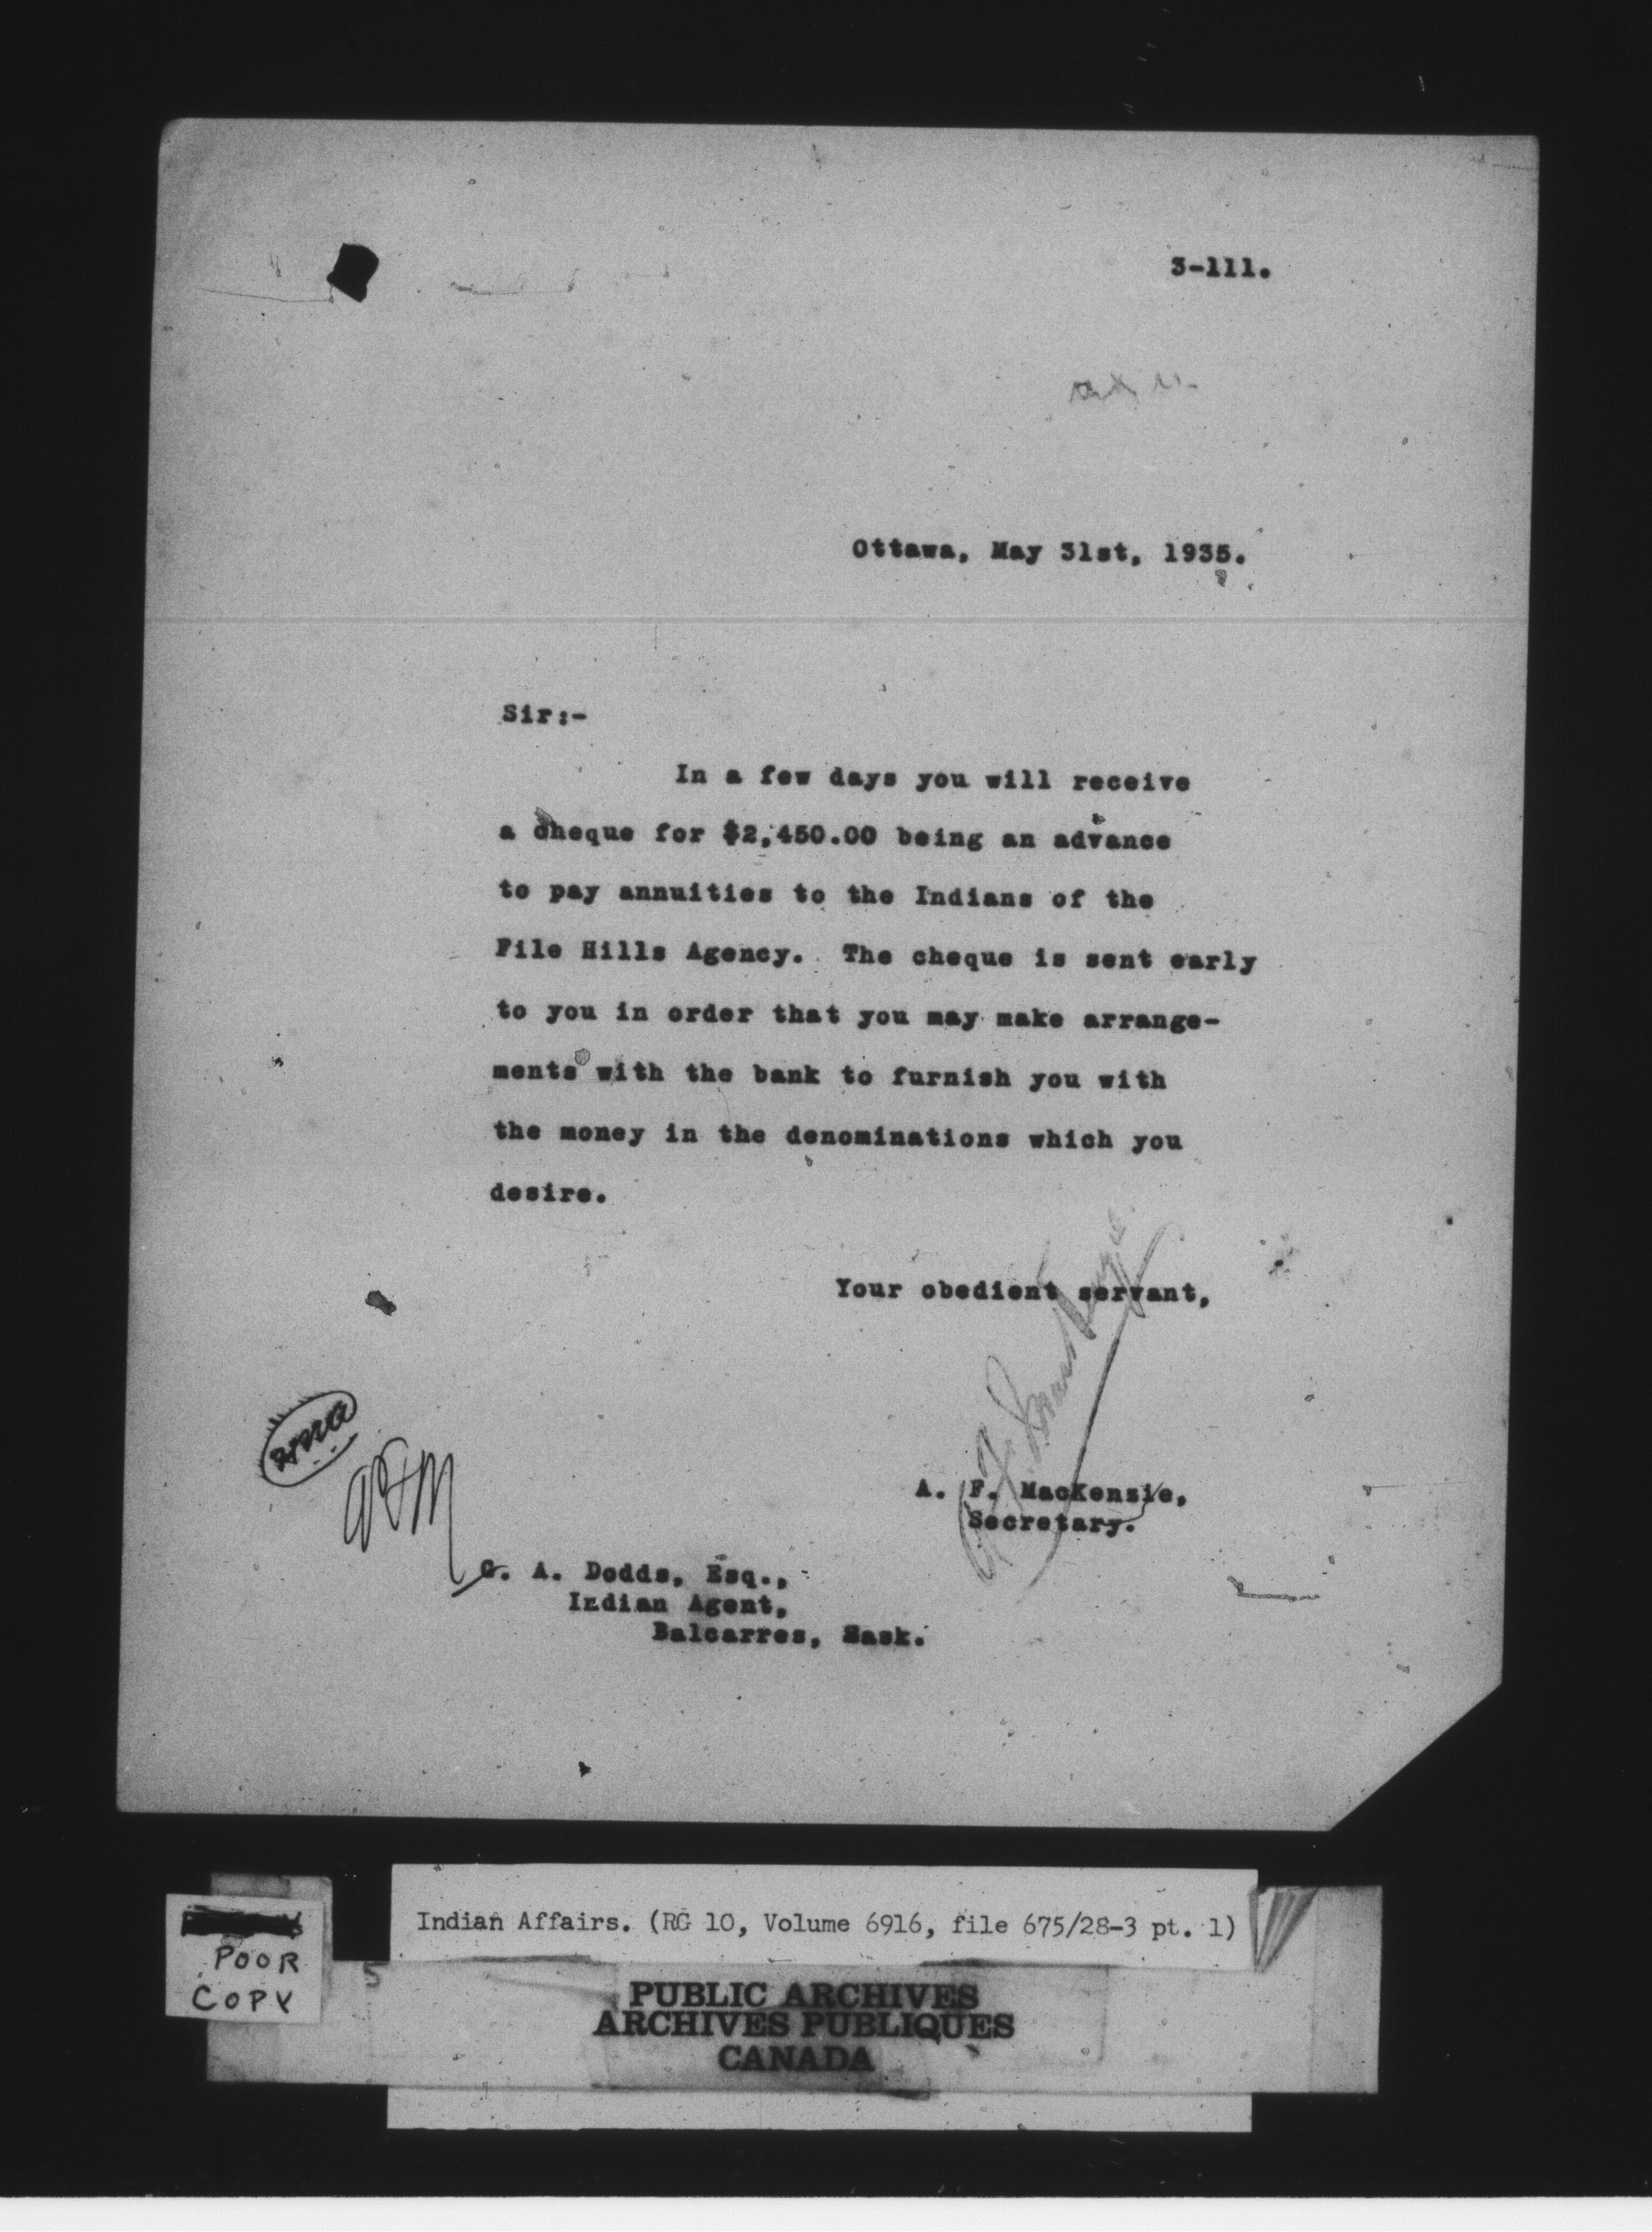 3-111.
Ottawa, May 31st, 1935.
Sir:-
In a few days you will receive
a cheque for $2,450.00 being an advance
to pay annuities to the Indians of the
File Hills Agency. The cheque is sent early
to you in order that you may make arrange-
ments with the bank to furnish you with
the money in the denominations which you
desire.
Your obedient servant,
A. F. MacKenzie,
Secretary.
G. A. Dodds, Esq.,
Indian Agent,
Balcarres, Sask.
Indian Affairs. (RG 10, Volume 6916, file 675/28-3 pt. 1)
POOR
COPY
PUBLIC ARCHIVES
ARCHIVES PUBLIQUES
CANADA